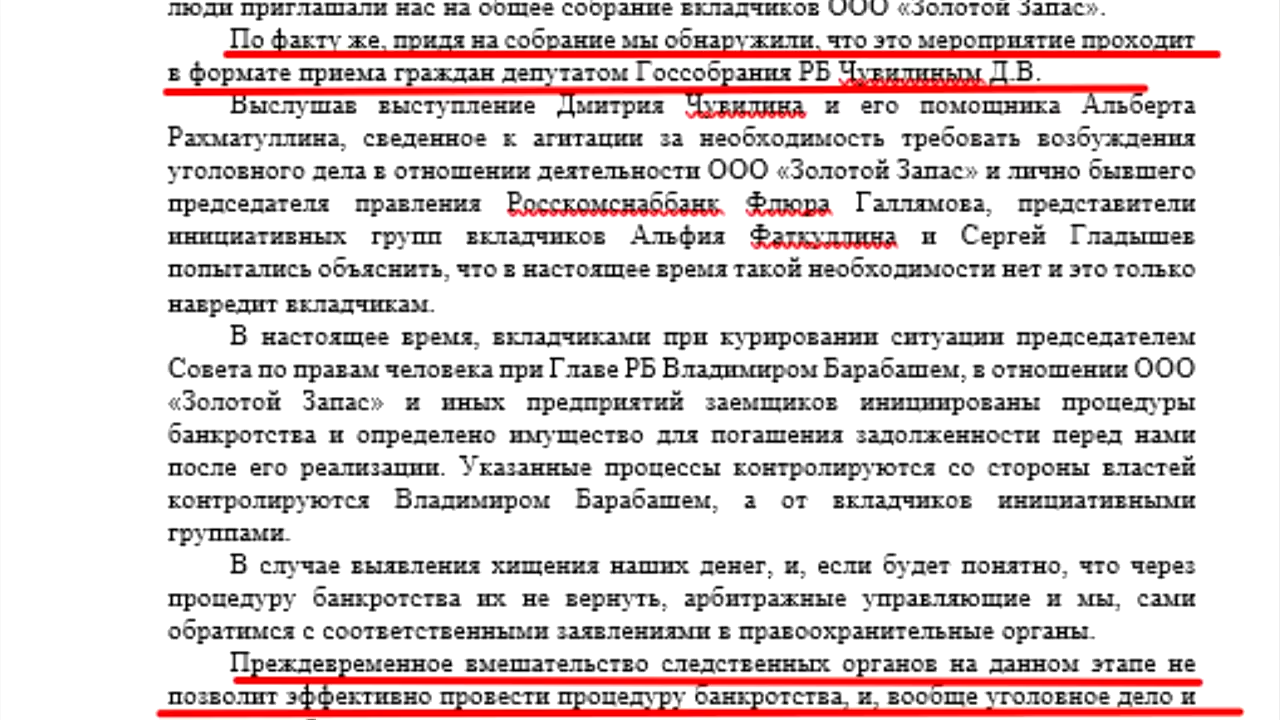 люди приглашали нас на общее собрание вкладчиков ООО «Золотой Запас».
По факту же, придя на собрание мы обнаружили, что это мероприятие проходит
в формате приема граждан депутатом Госсобрания РБ Чувилиным Д.В.
Выслушав выступление Дмитрия Чувилина и его помощника Альберта
Рахматуллина, сведенное к агитации за необходимость требовать возбуждения
уголовного дела в отношении деятельности ООО «Золотой Запас» и лично бывшего
председателя правления Росскомснаббанк Флюра Галлямова, представители
инициативных групп вкладчиков Альфия Фаткуллина и Сергей Гладышев
попытались объяснить, что в настоящее время такой необходимости нет и это только
навредит вкладчикам.
В настоящее время, вкладчиками при курировании ситуации председателем
Совета по правам человека при Главе РБ Владимиром Барабашем, в отношении ООО
«Золотой Запас» и иных предприятий заемщиков инициированы процедуры
банкротства и определено имущество для погашения задолженности перед нами
после его реализации. Указанные процессы контролируются со стороны властей
контролируются Владимиром Барабашем, а от вкладчиков инициативными
группами.
В случае выявления хищения наших денег, и, если будет понятно, что через
процедуру банкротства их не вернуть, арбитражные управляющие и мы, сами
обратимся с соответственными заявлениями в правоохранительные органы.
Преждевременное вмешательство следственных органов на данном этапе не
позволит эффективно провести процедуру банкротства, и, вообще уголовное дело и